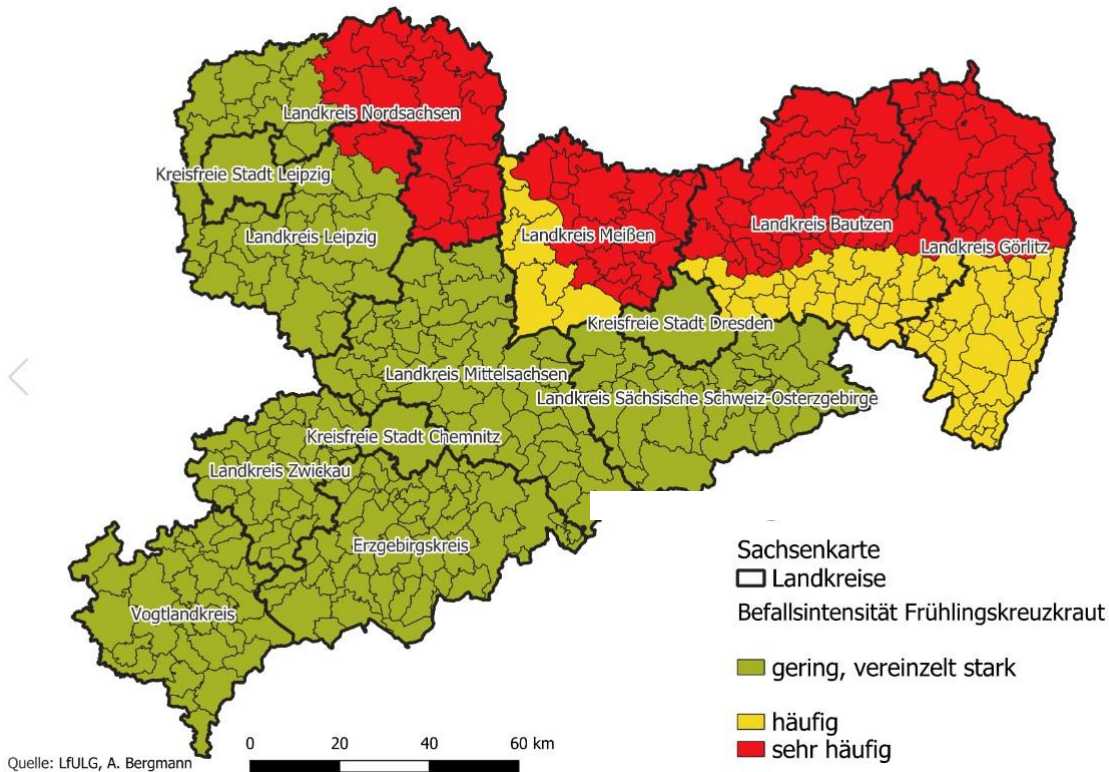 Landkreis Nordsachsen
Kreisfreie Stadt Leipzig
Landkreis Leipzig
Landkreis Meißen
Landkreis Bautzen
Landkreis Görlitz
Kreisfreie Stadt Dresden
Landkreis Mittelsachsen
Landkreis Sächsische Schweiz-Osterzgebirge
Kreisfreie Stadt Chemnitz
Landkreis Zwickau
Erzgebirgskreis
Vogtlandkreis
Sachsenkarte
Landkreise
Befallsintensität Frühlingskreuzkraut
gering, vereinzelt stark
häufig
sehr häufig
0 20 40 60 km
Quelle: LfULG, A. Bergmann